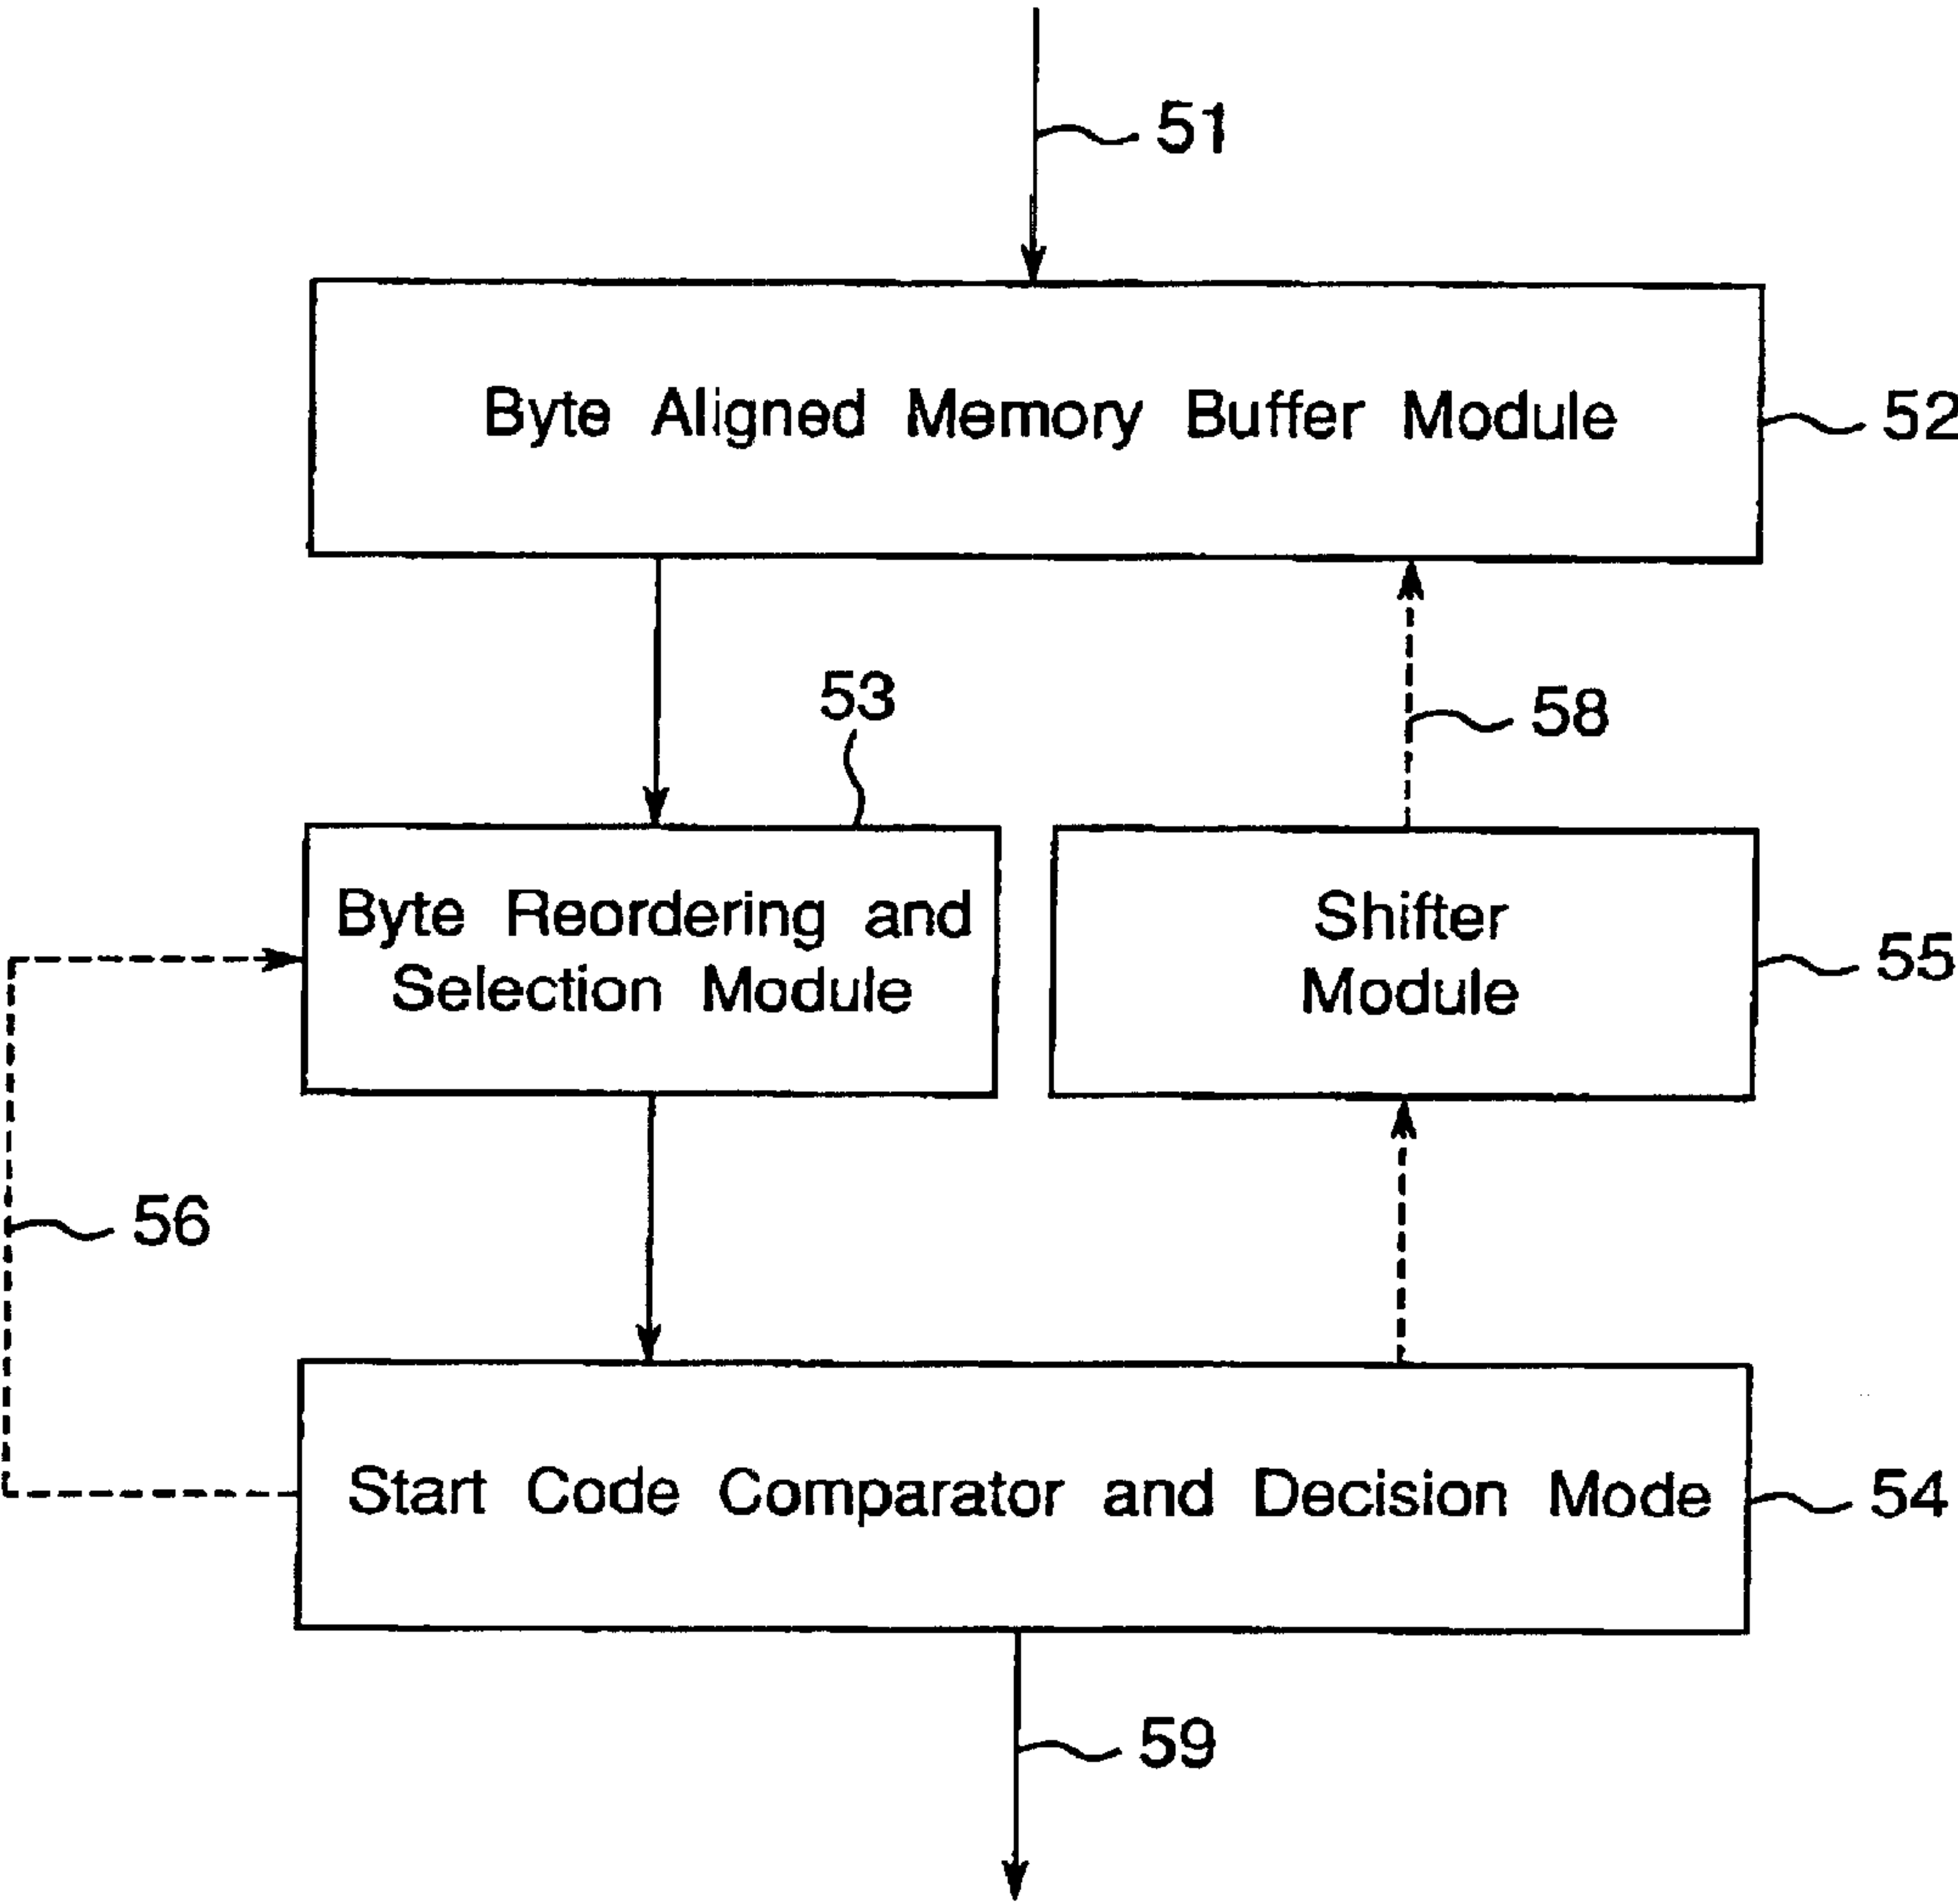 51
Byte Aligned Memory Buffer Module
52
53
58
Byte Reordering and
Selection Module
Shifter
Module
55
56
Start Code Comparator and Decision Mode
54
59